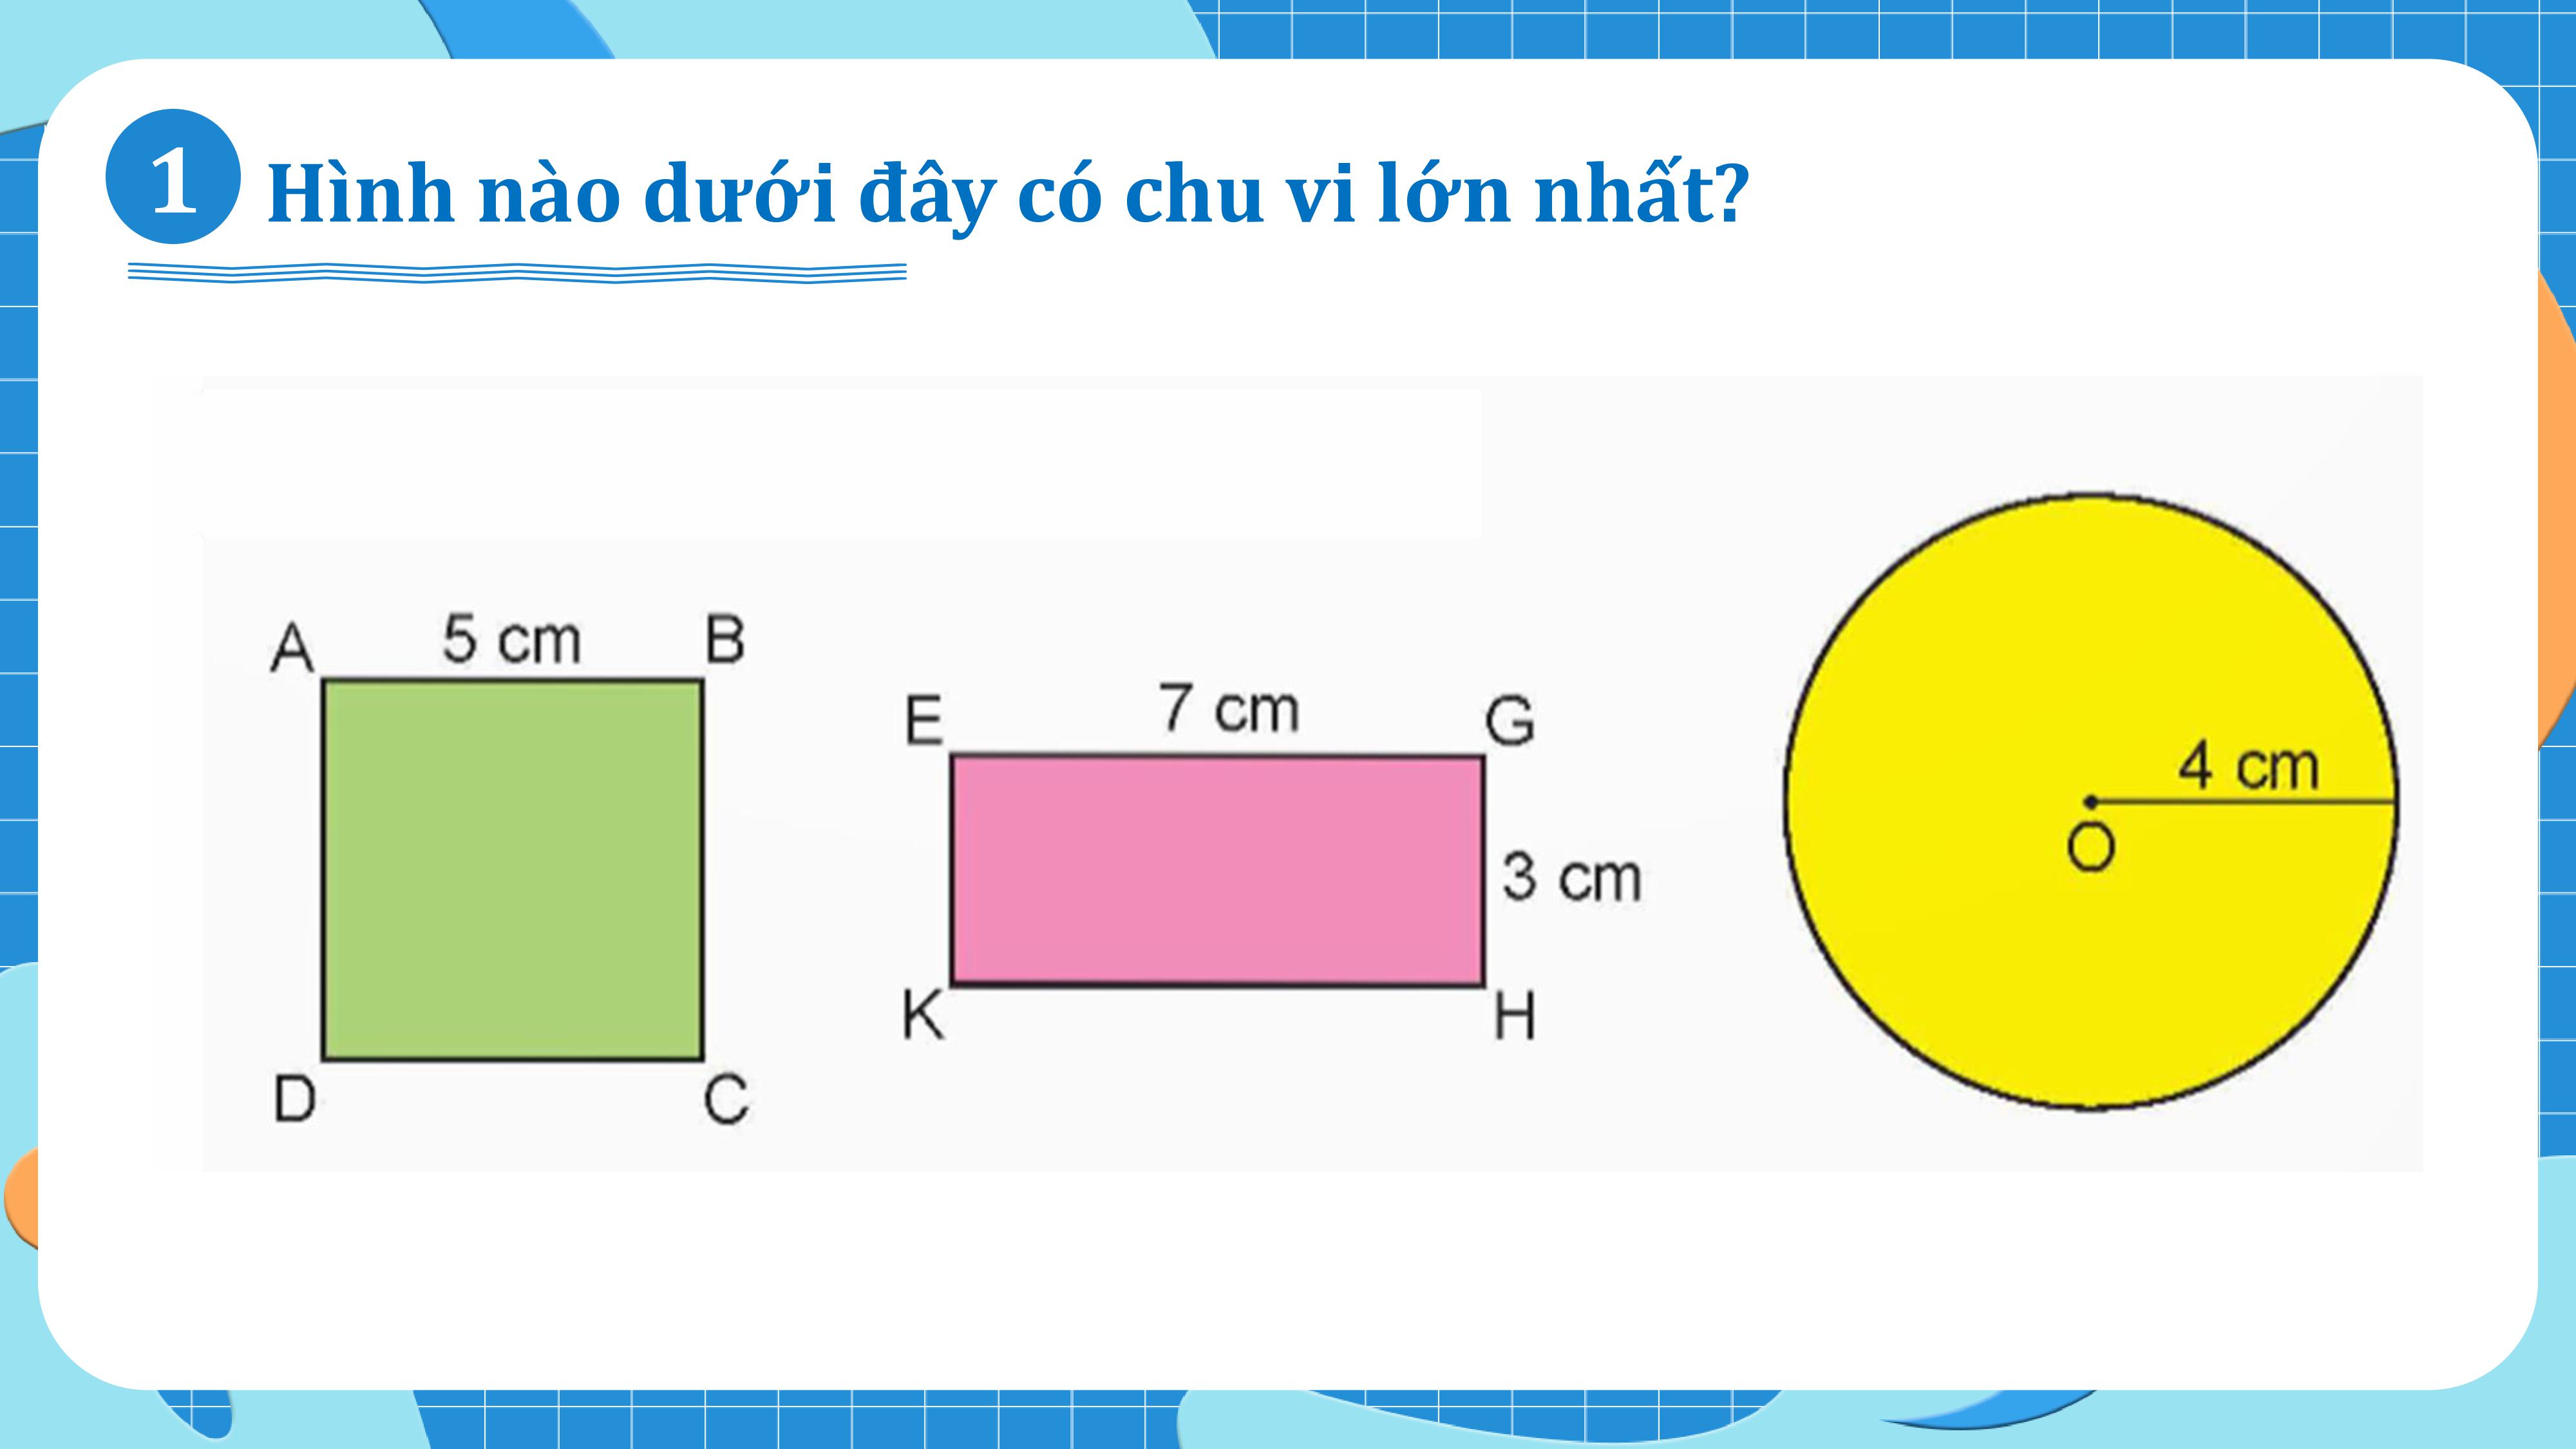 1 Hình nào dưới đây có chu vi lớn nhất?
A 5 cm B
E 7 cm G
4 cm
O
3 cm
K H
D C